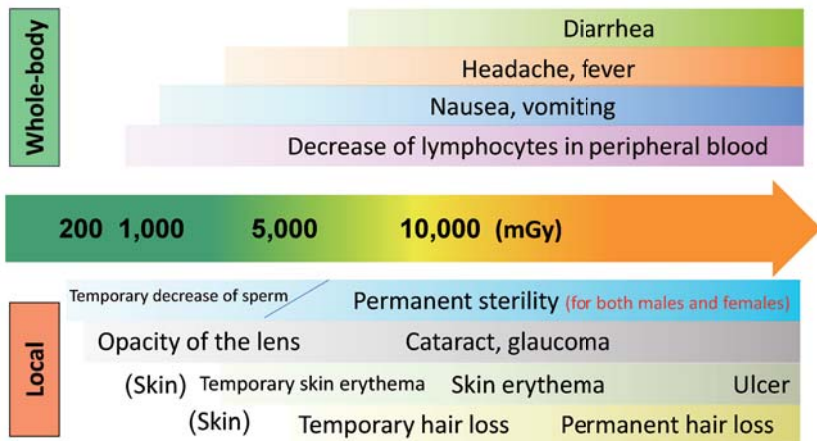 Whole-body
Diarrhea
Headache, fever
Nausea, vomiting
Decrease of lymphocytes in peripheral blood
200 1,000 5,000 10,000 (mGy)
Local
Temporary decrease of sperm Permanent sterility (for both males and females)
Opacity of the lens Cataract, glaucoma
(Skin) Temporary skin erythema Skin erythema Ulcer
(Skin) Temporary hair loss Permanent hair loss